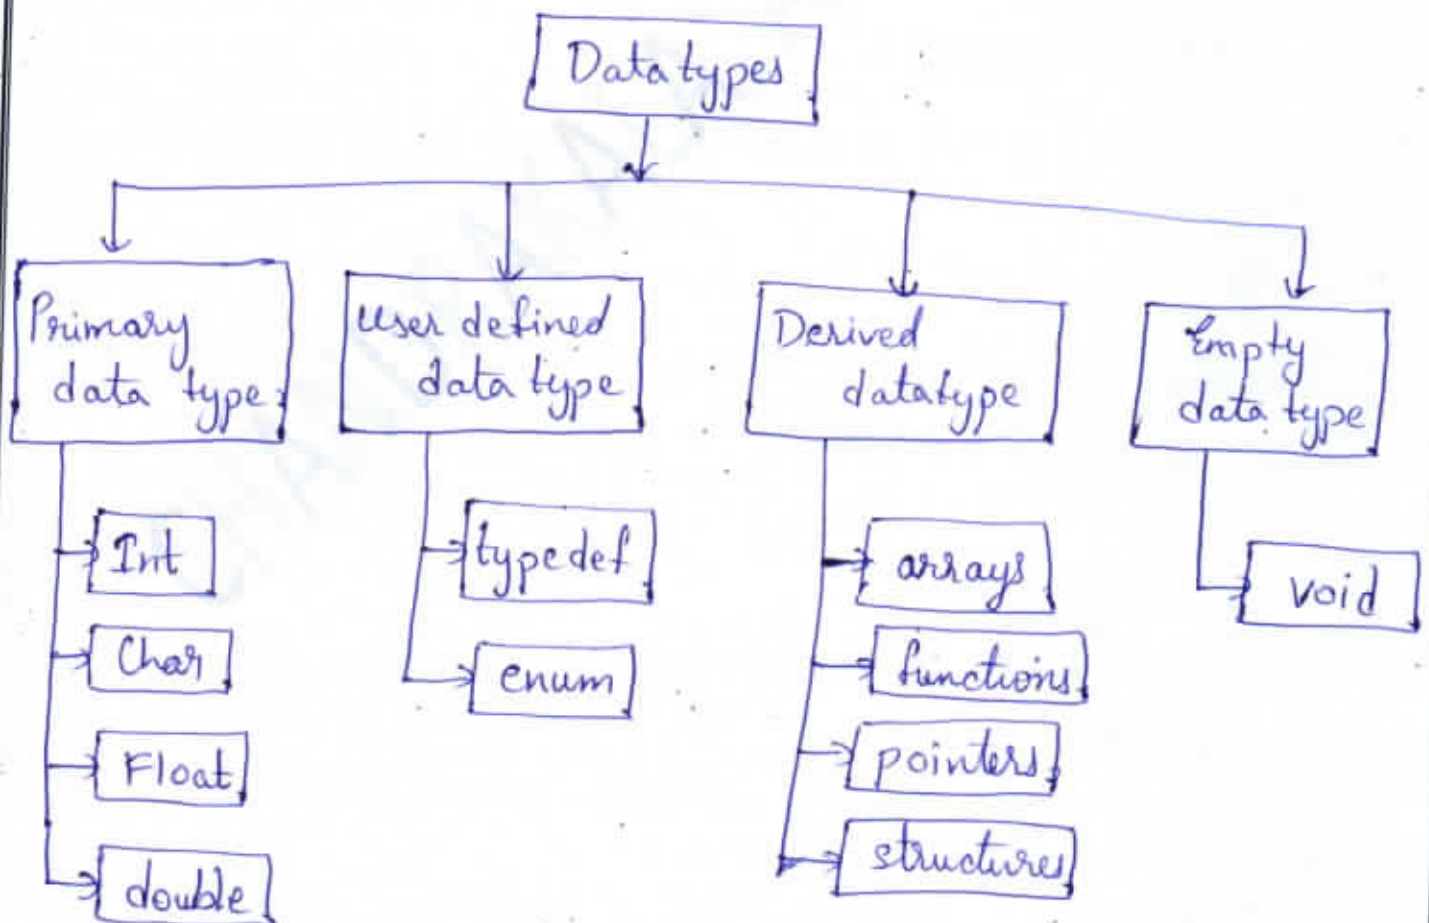 Data types
Primary
data type
User defined
data type
Derived
datatype
Empty
data type
Int
Char
Float
double
typedef
enum
arrays
functions
pointers
structures
void